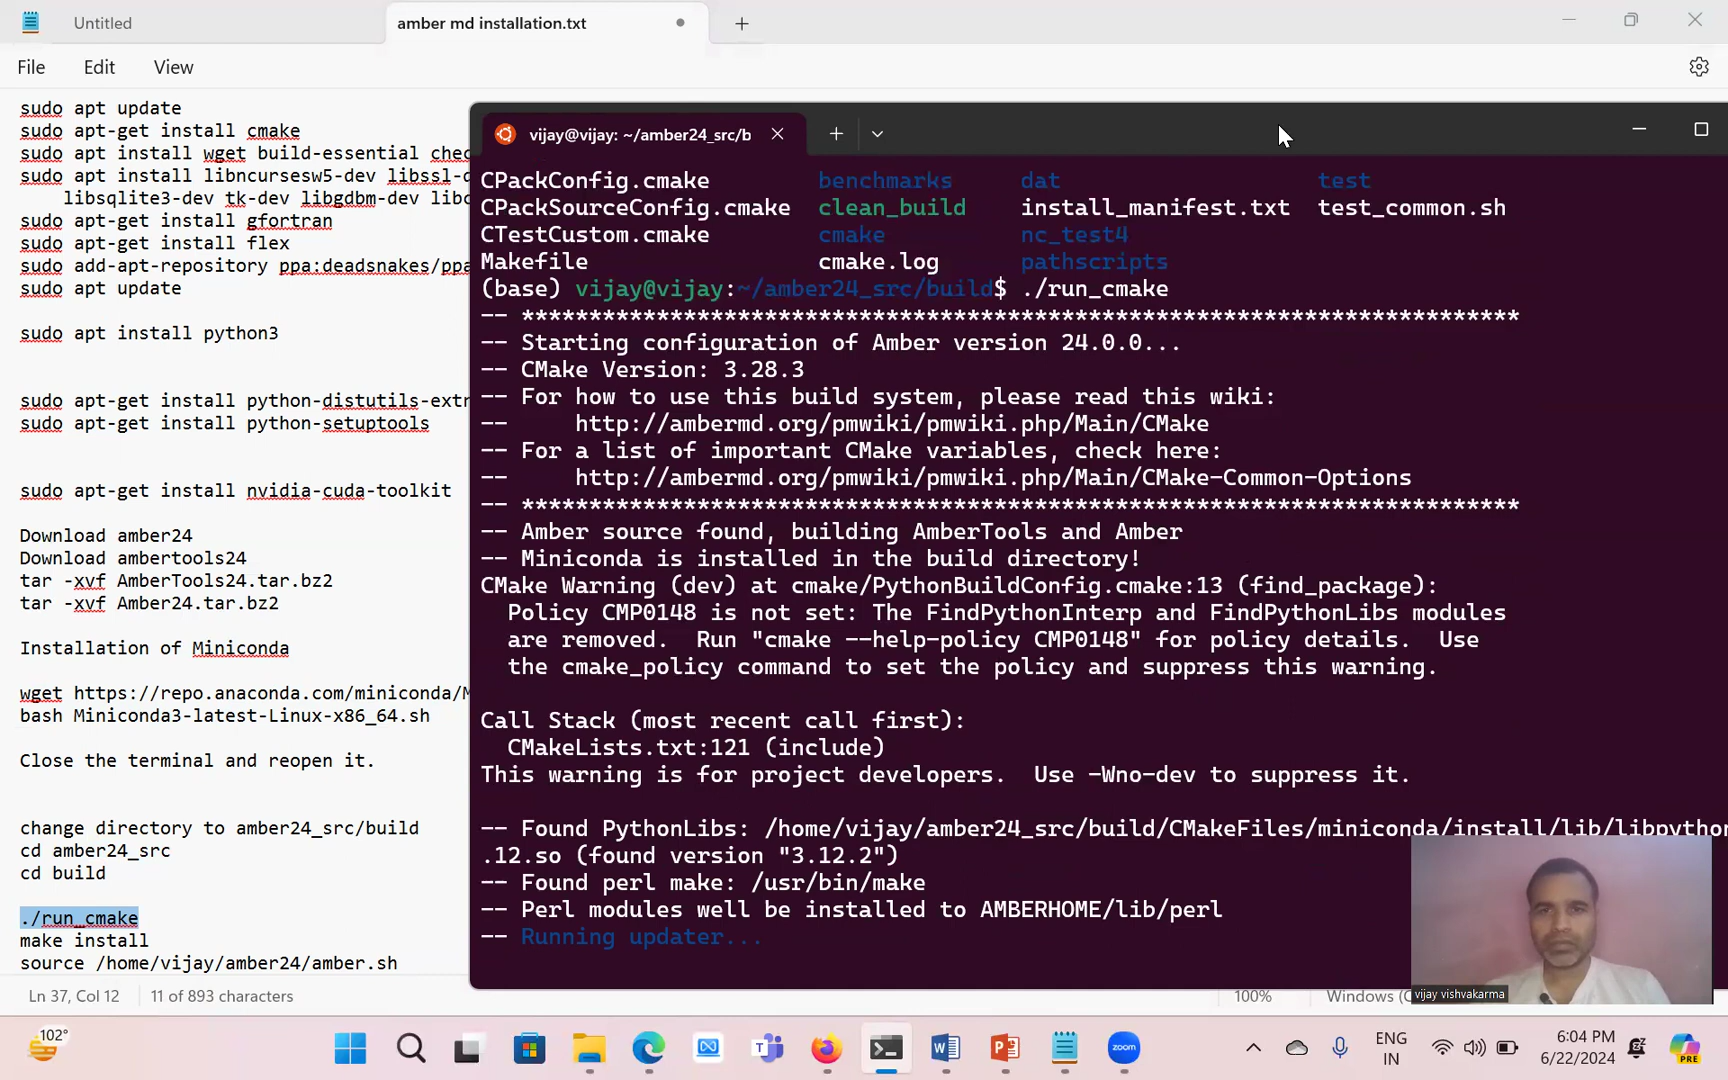 Untitled
amber md installation.txt
File
Edit
View
sudo apt update
sudo apt-get install cmake
sudo apt install wget build-essential chec
sudo apt install libncursesw5-dev libssl-d
libsqlite3-dev tk-dev libgdbm-dev libc
sudo apt-get install gfortran
sudo apt-get install flex
sudo add-apt-repository ppa:deadsnakes/ppa
sudo apt update
sudo apt install python3
sudo apt-get install python-distutils-extr
sudo apt-get install python-setuptools
sudo apt-get install nvidia-cuda-toolkit
Download amber24
Download ambertools24
tar -xvf AmberTools24.tar.bz2
tar -xvf Amber24.tar.bz2
Installation of Miniconda
wget https://repo.anaconda.com/miniconda/M
bash Miniconda3-latest-Linux-x86_64.sh
Close the terminal and reopen it.
change directory to amber24_src/build
cd amber24_src
cd build
./run_cmake
make install
source /home/vijay/amber24/amber.sh
Ln 37, Col 12
11 of 893 characters
100%
Windows (C
vijay@vijay: ~/amber24_src/b
CPackConfig.cmake benchmarks dat test
CPackSourceConfig.cmake clean_build install_manifest.txt test_common.sh
CTestCustom.cmake cmake nc_test4
Makefile cmake.log pathscripts
(base) vijay@vijay:~/amber24_src/build$ ./run_cmake
-- **************************************************************************
-- Starting configuration of Amber version 24.0.0...
-- CMake Version: 3.28.3
-- For how to use this build system, please read this wiki:
-- http://ambermd.org/pmwiki/pmwiki.php/Main/CMake
-- For a list of important CMake variables, check here:
-- http://ambermd.org/pmwiki/pmwiki.php/Main/CMake-Common-Options
-- **************************************************************************
-- Amber source found, building AmberTools and Amber
-- Miniconda is installed in the build directory!
CMake Warning (dev) at cmake/PythonBuildConfig.cmake:13 (find_package):
Policy CMP0148 is not set: The FindPythonInterp and FindPythonLibs modules
are removed. Run "cmake --help-policy CMP0148" for policy details. Use
the cmake_policy command to set the policy and suppress this warning.
Call Stack (most recent call first):
CMakeLists.txt:121 (include)
This warning is for project developers. Use -Wno-dev to suppress it.
-- Found PythonLibs: /home/vijay/amber24_src/build/CMakeFiles/miniconda/install/lib/libpython
.12.so (found version "3.12.2")
-- Found perl make: /usr/bin/make
-- Perl modules well be installed to AMBERHOME/lib/perl
-- Running updater...
vijay vishvakarma
102°
zoom
ENG
IN
6:04 PM
6/22/2024
PRE